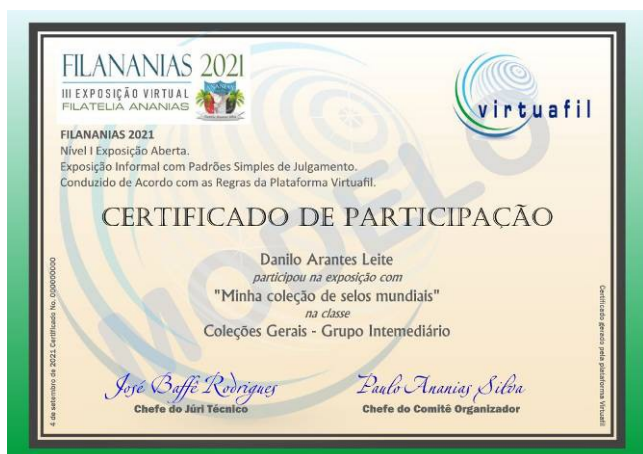 FILANANIAS 2021
III EXPOSIÇÃO VIRTUAL
FILATELIA ANANIAS
virtuafil
FILANANIAS 2021
Nível I Exposição Aberta.
Exposição Informal com Padrões Simples de Julgamento.
Conduzido de Acordo com as Regras da Plataforma Virtuafil.
CERTIFICADO DE PARTICIPAÇÃO
Danilo Arantes Leite
participou na exposição com
"Minha coleção de selos mundiais"
na classe
Coleções Gerais - Grupo Intemediário
MODELO
José Baffê Rodrigues
Chefe do Júri Técnico
Paulo Ananias Silva
Chefe do Comitê Organizador
4 de setembro de 2021 Certificado No. 000000000
Certificado gerado pela plataforma Virtuafil